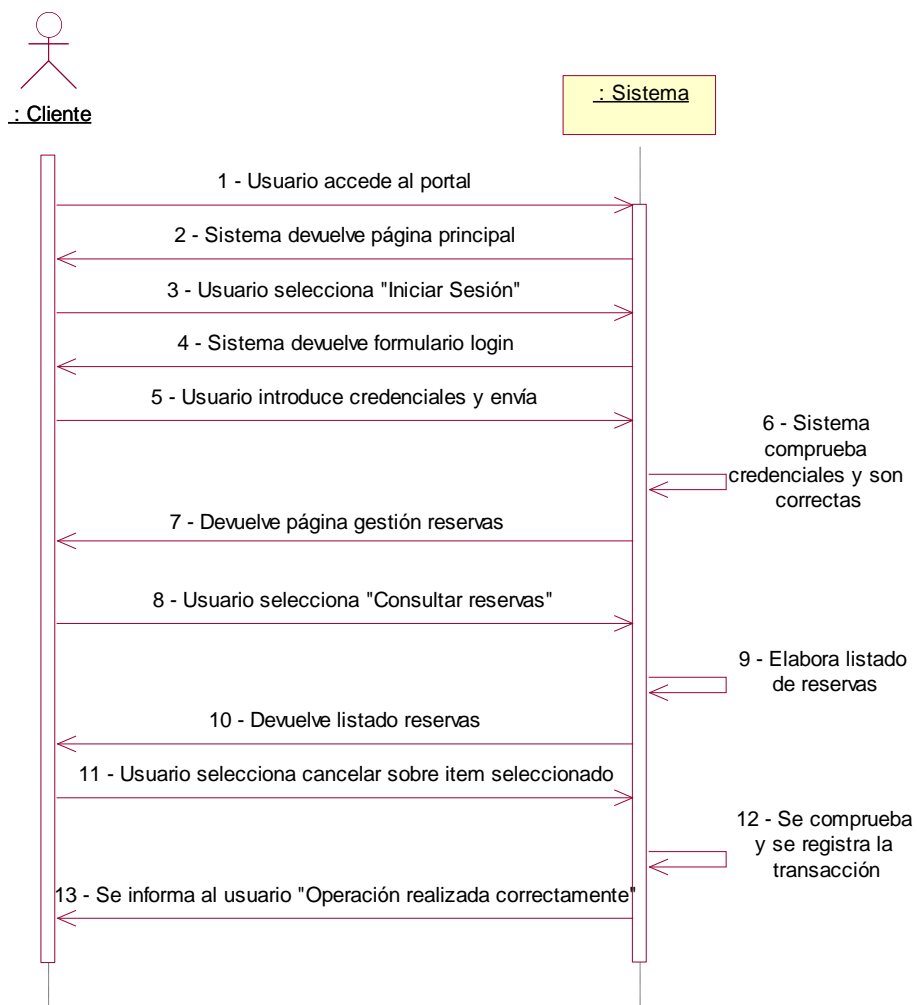 : Cliente
: Sistema
1 - Usuario accede al portal
2 - Sistema devuelve página principal
3 - Usuario selecciona "Iniciar Sesión"
4 - Sistema devuelve formulario login
5 - Usuario introduce credenciales y envía
6 - Sistema
comprueba
credenciales y son
correctas
7 - Devuelve página gestión reservas
8 - Usuario selecciona "Consultar reservas"
9 - Elabora listado
de reservas
10 - Devuelve listado reservas
11 - Usuario selecciona cancelar sobre item seleccionado
12 - Se comprueba
y se registra la
transacción
13 - Se informa al usuario "Operación realizada correctamente"